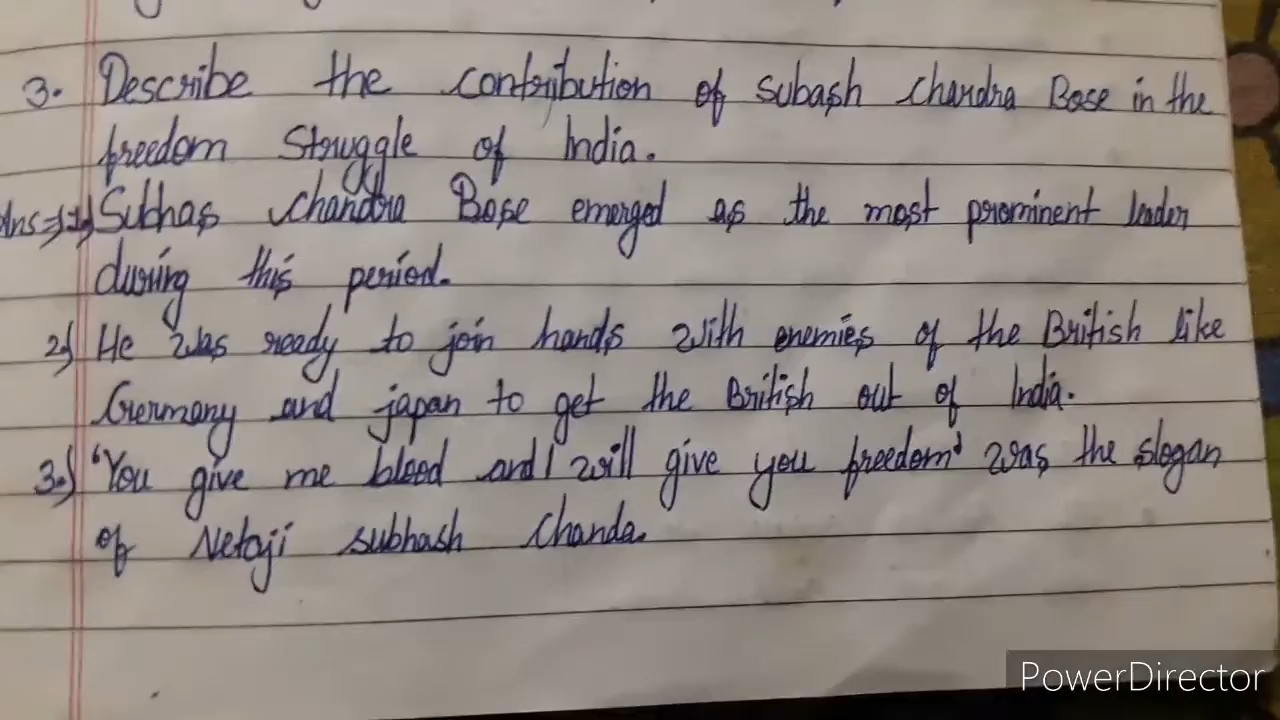 3. Describe the contribution of Subash Chandra Bose in the
freedom Struggle of India.
Ans⇒1) Subhas Chandra Bose emerged as the most prominent leader
during this period.
2) He was ready to join hands with enemies of the British like
Germany and japan to get the British out of India.
3.) 'You give me blood and I will give you freedom' was the slogan
of Netaji subhash Chanda.
PowerDirector